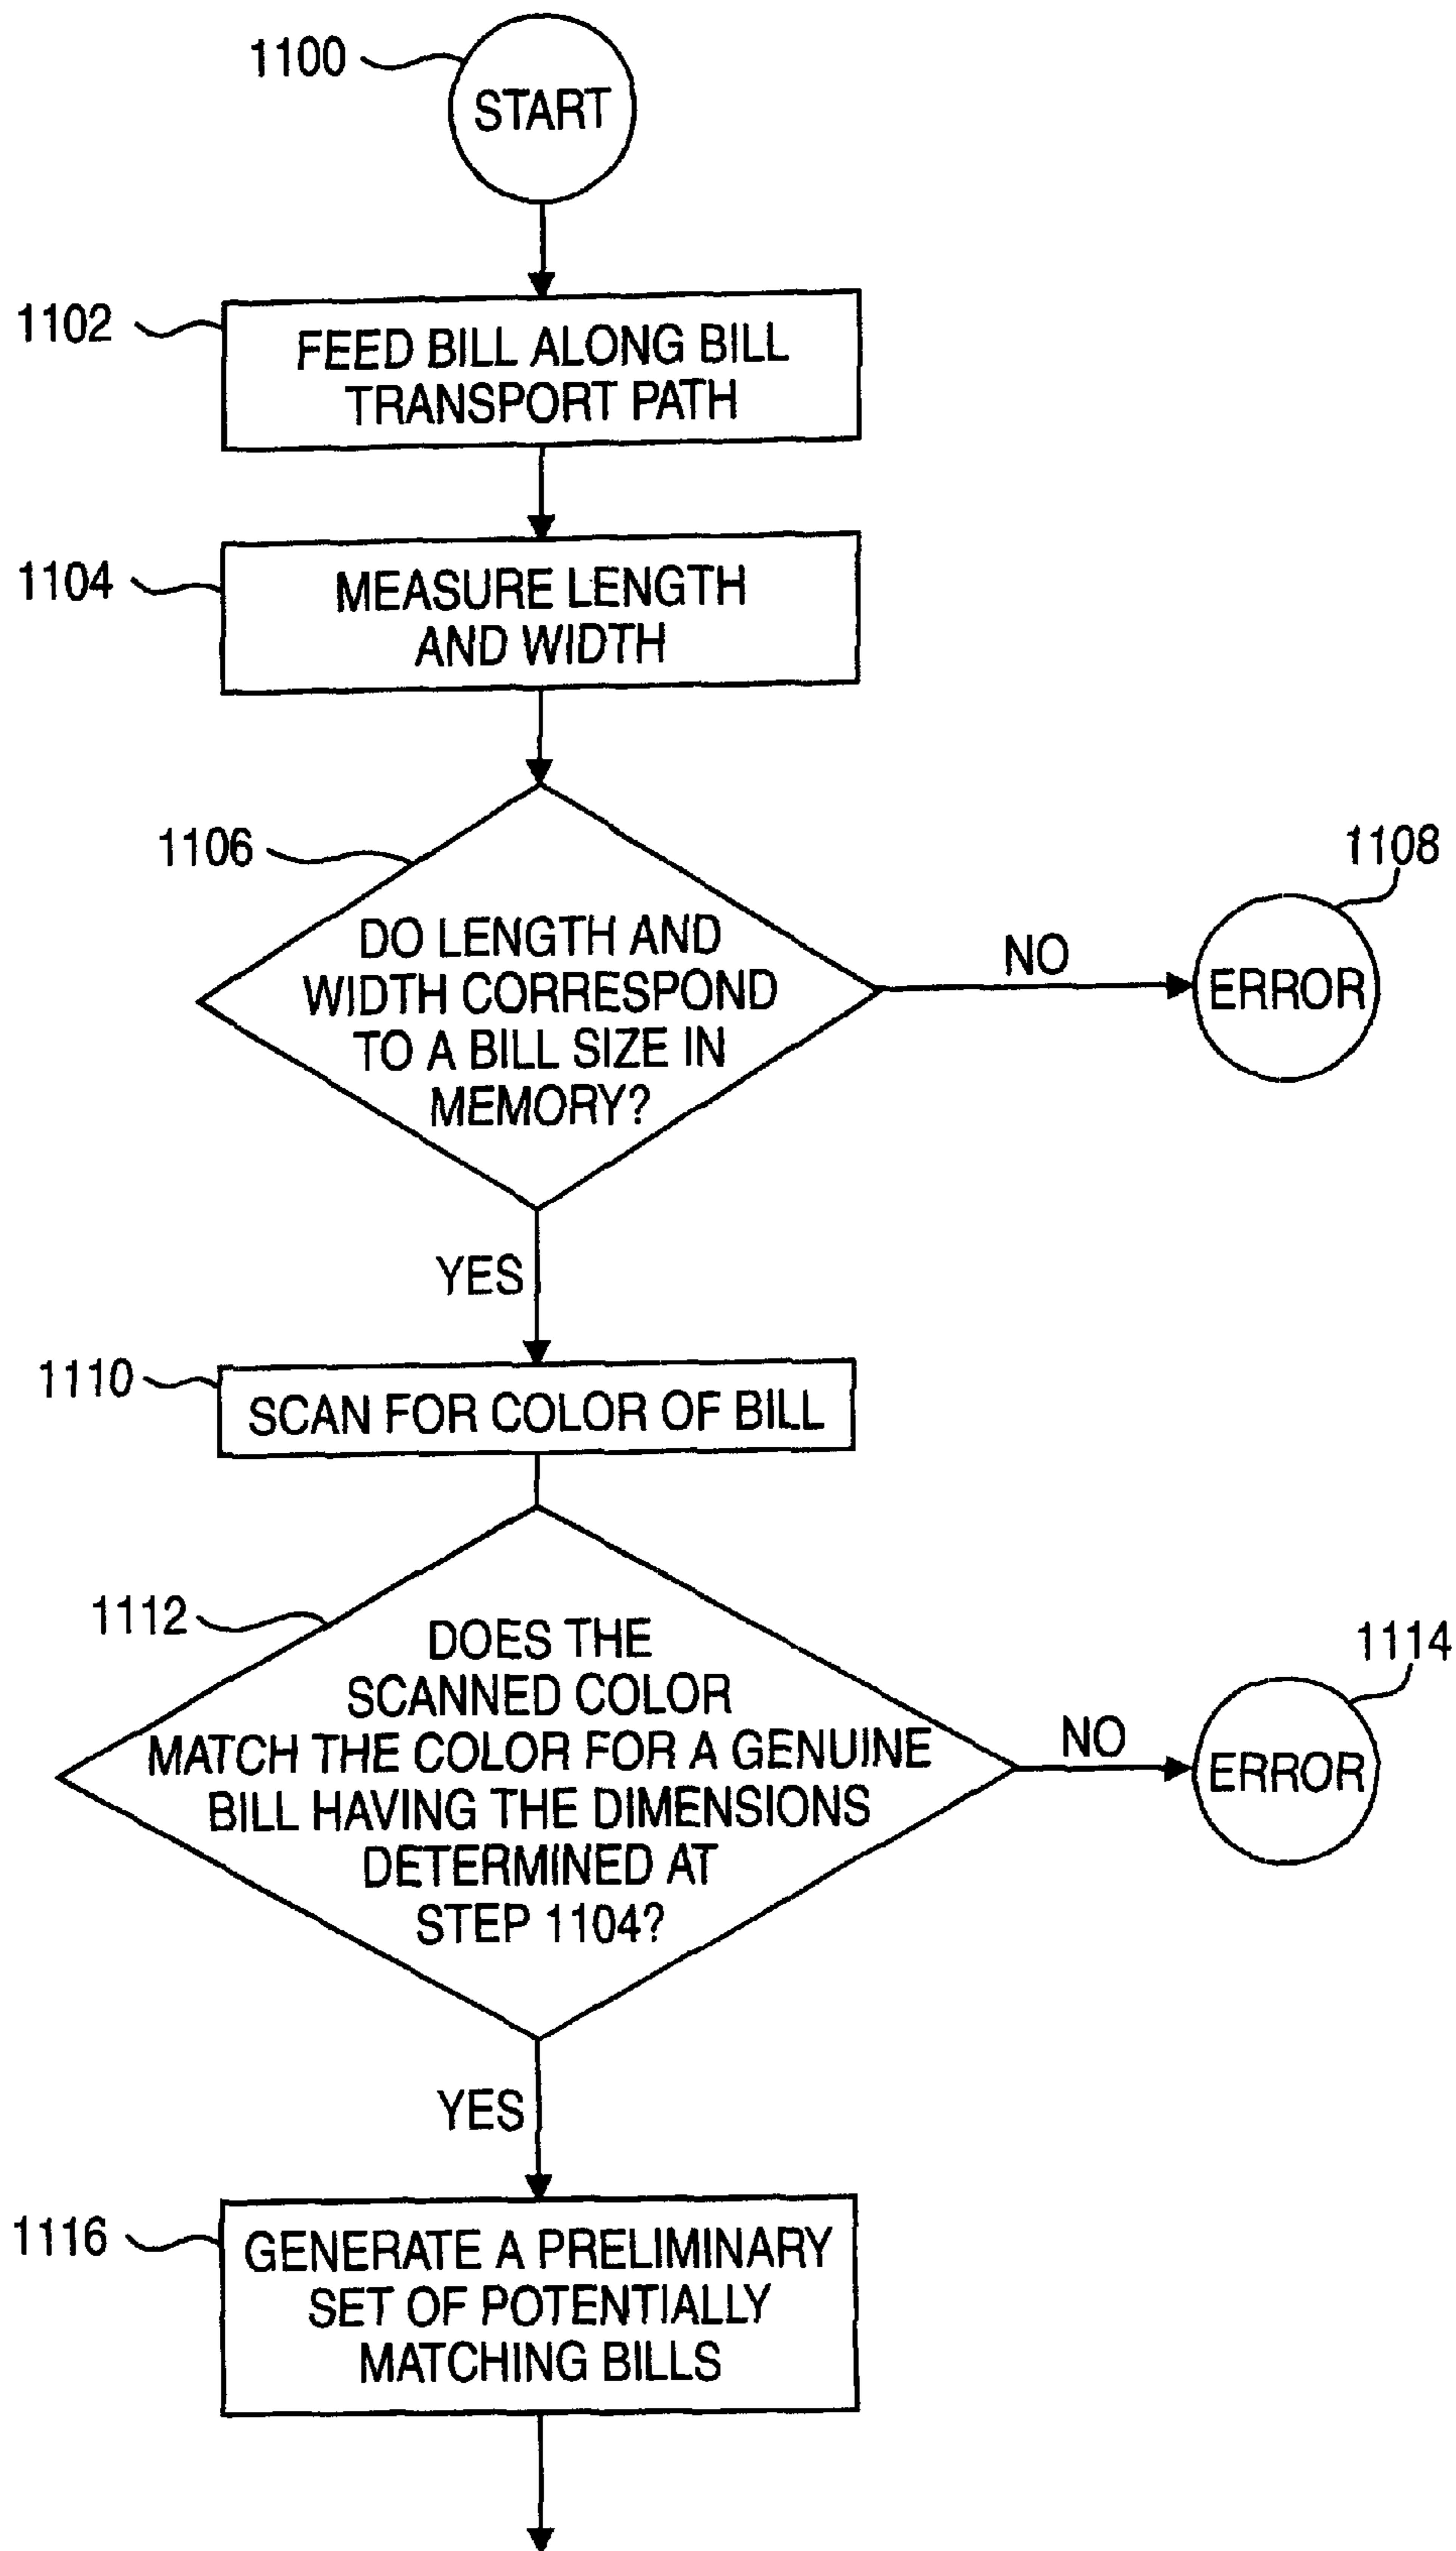 1100
START
1102
FEED BILL ALONG BILL
TRANSPORT PATH
1104
MEASURE LENGTH
AND WIDTH
1106
DO LENGTH AND
WIDTH CORRESPOND
TO A BILL SIZE IN
MEMORY?
NO
1108
ERROR
YES
1110
SCAN FOR COLOR OF BILL
1112
DOES THE
SCANNED COLOR
MATCH THE COLOR FOR A GENUINE
BILL HAVING THE DIMENSIONS
DETERMINED AT
STEP 1104?
NO
1114
ERROR
YES
1116
GENERATE A PRELIMINARY
SET OF POTENTIALLY
MATCHING BILLS